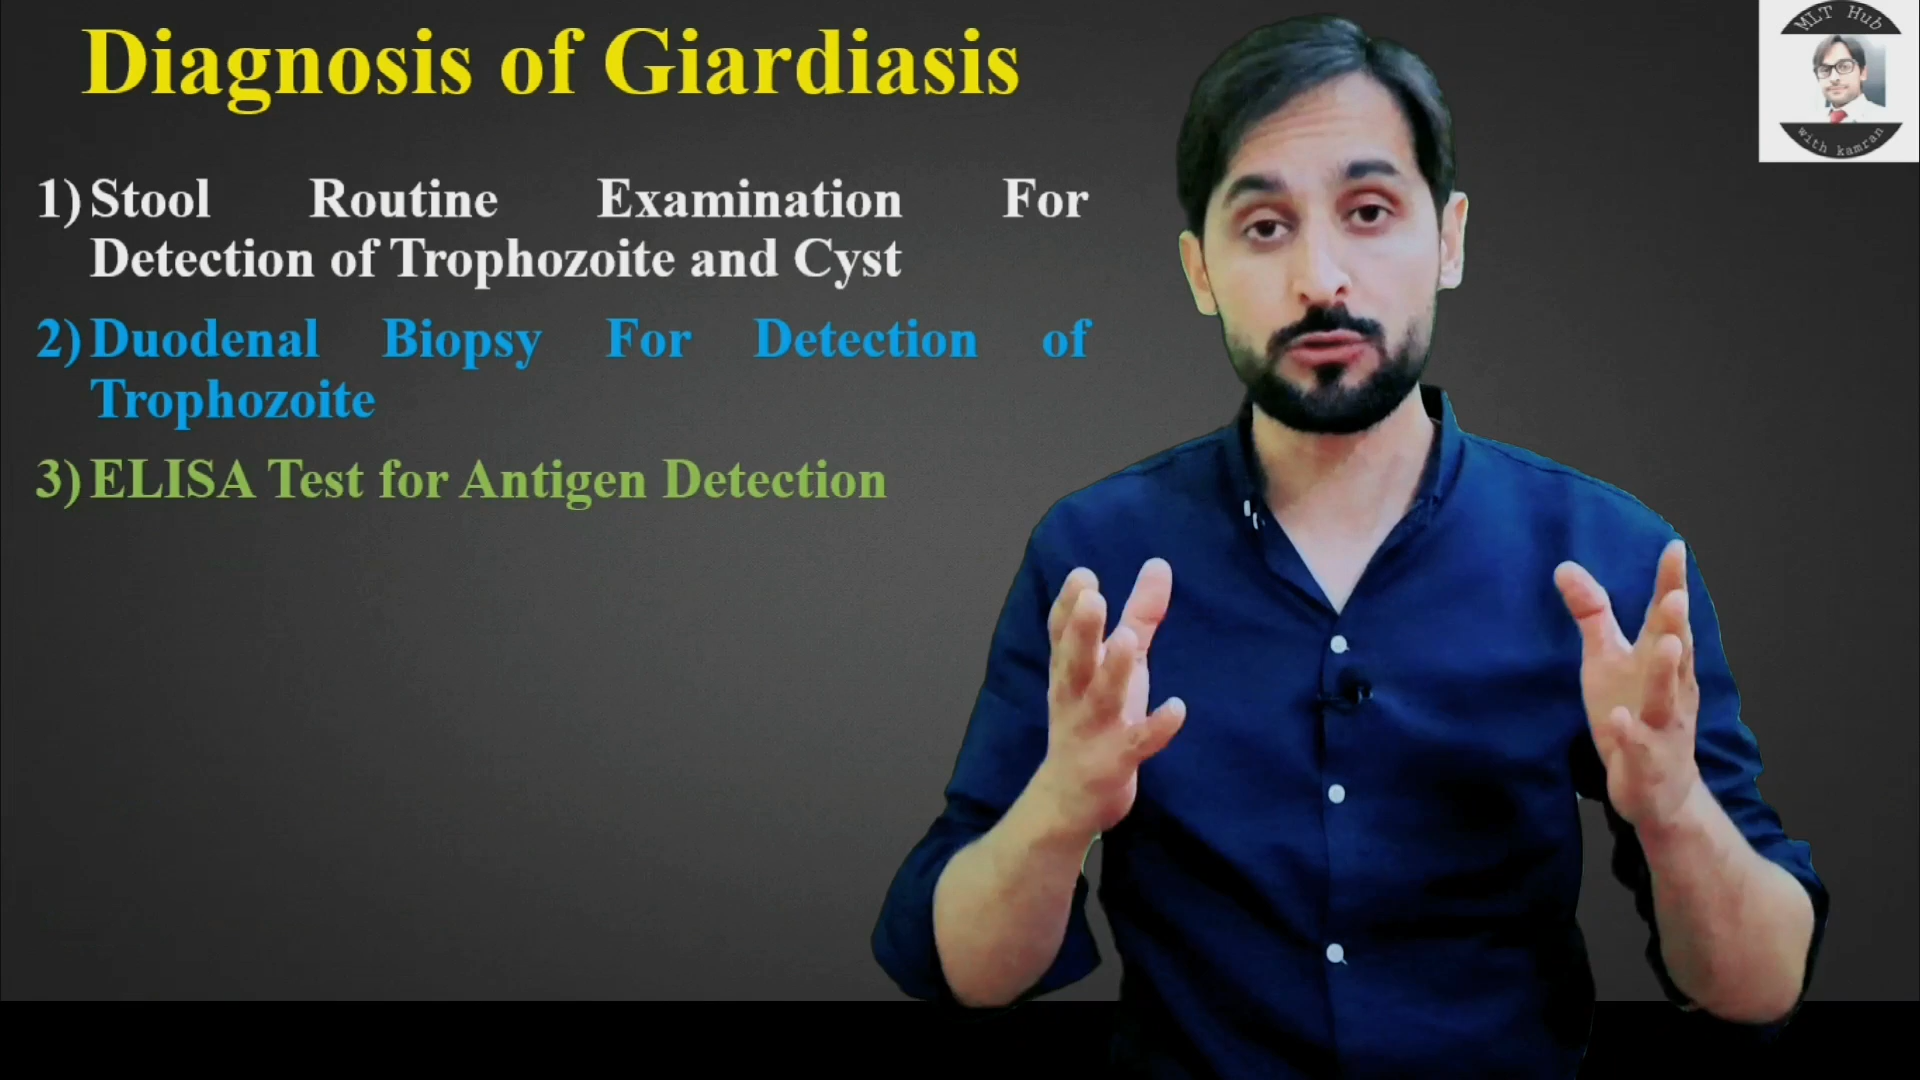 Diagnosis of Giardiasis
MLT Hub
with kamran
1) Stool Routine Examination For
Detection of Trophozoite and Cyst
2) Duodenal Biopsy For Detection of
Trophozoite
3) ELISA Test for Antigen Detection